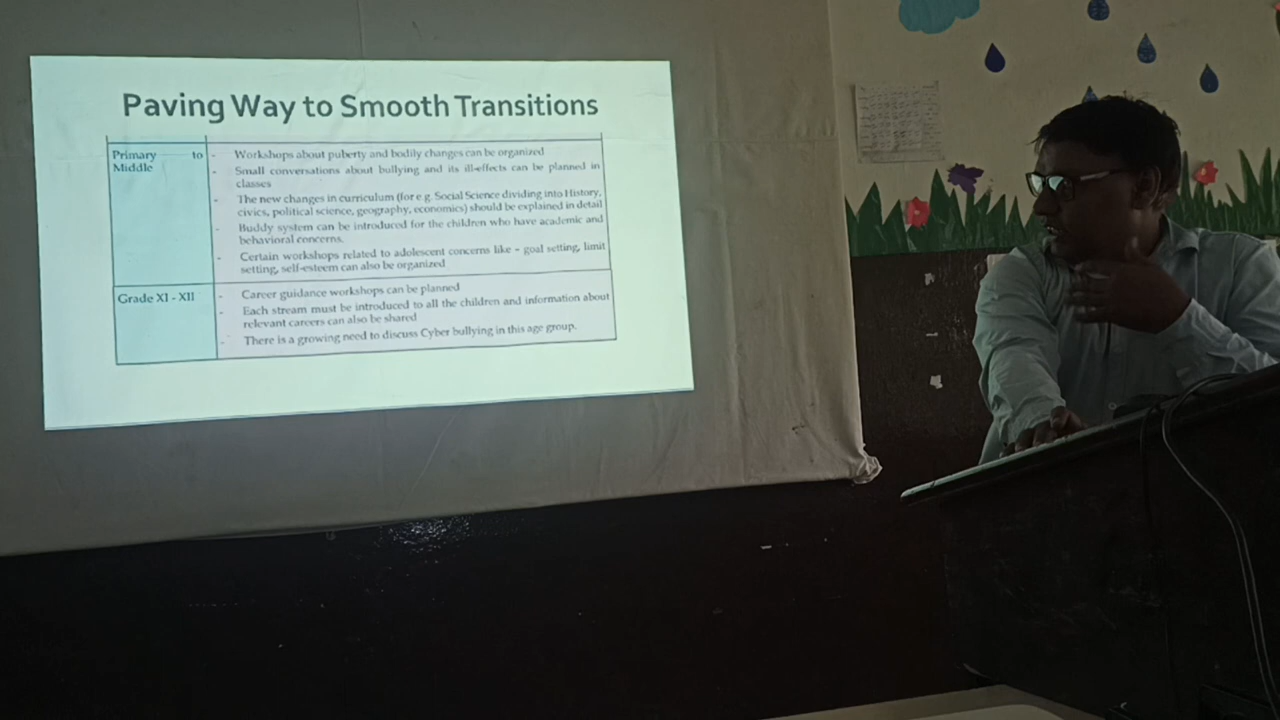 Paving Way to Smooth Transitions
Primary to
Middle
- Workshops about puberty and bodily changes can be organized
- Small conversations about bullying and its ill-effects can be planned in
classes
- The new changes in curriculum (for e.g. Social Science dividing into History,
civics, political science, geography, economics) should be explained in detail
- Buddy system can be introduced for the children who have academic and
behavioral concerns.
- Certain workshops related to adolescent concerns like – goal setting, limit
setting, self-esteem can also be organized
Grade XI - XII
- Career guidance workshops can be planned
- Each stream must be introduced to all the children and information about
relevant careers can also be shared
- There is a growing need to discuss Cyber bullying in this age group.